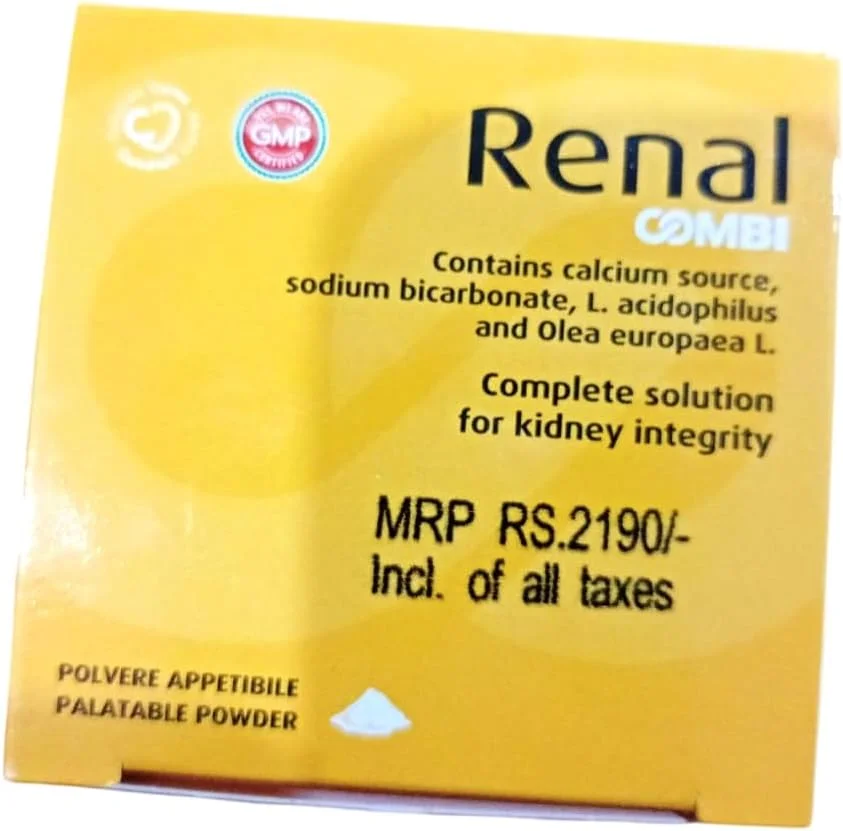 GMP
CERTIFIED
Renal
COMBI
Contains calcium source,
sodium bicarbonate, L. acidophilus
and Olea europaea L.
Complete solution
for kidney integrity
MRP RS.2190/-
Incl. of all taxes
POLVERE APPETIBILE
PALATABLE POWDER